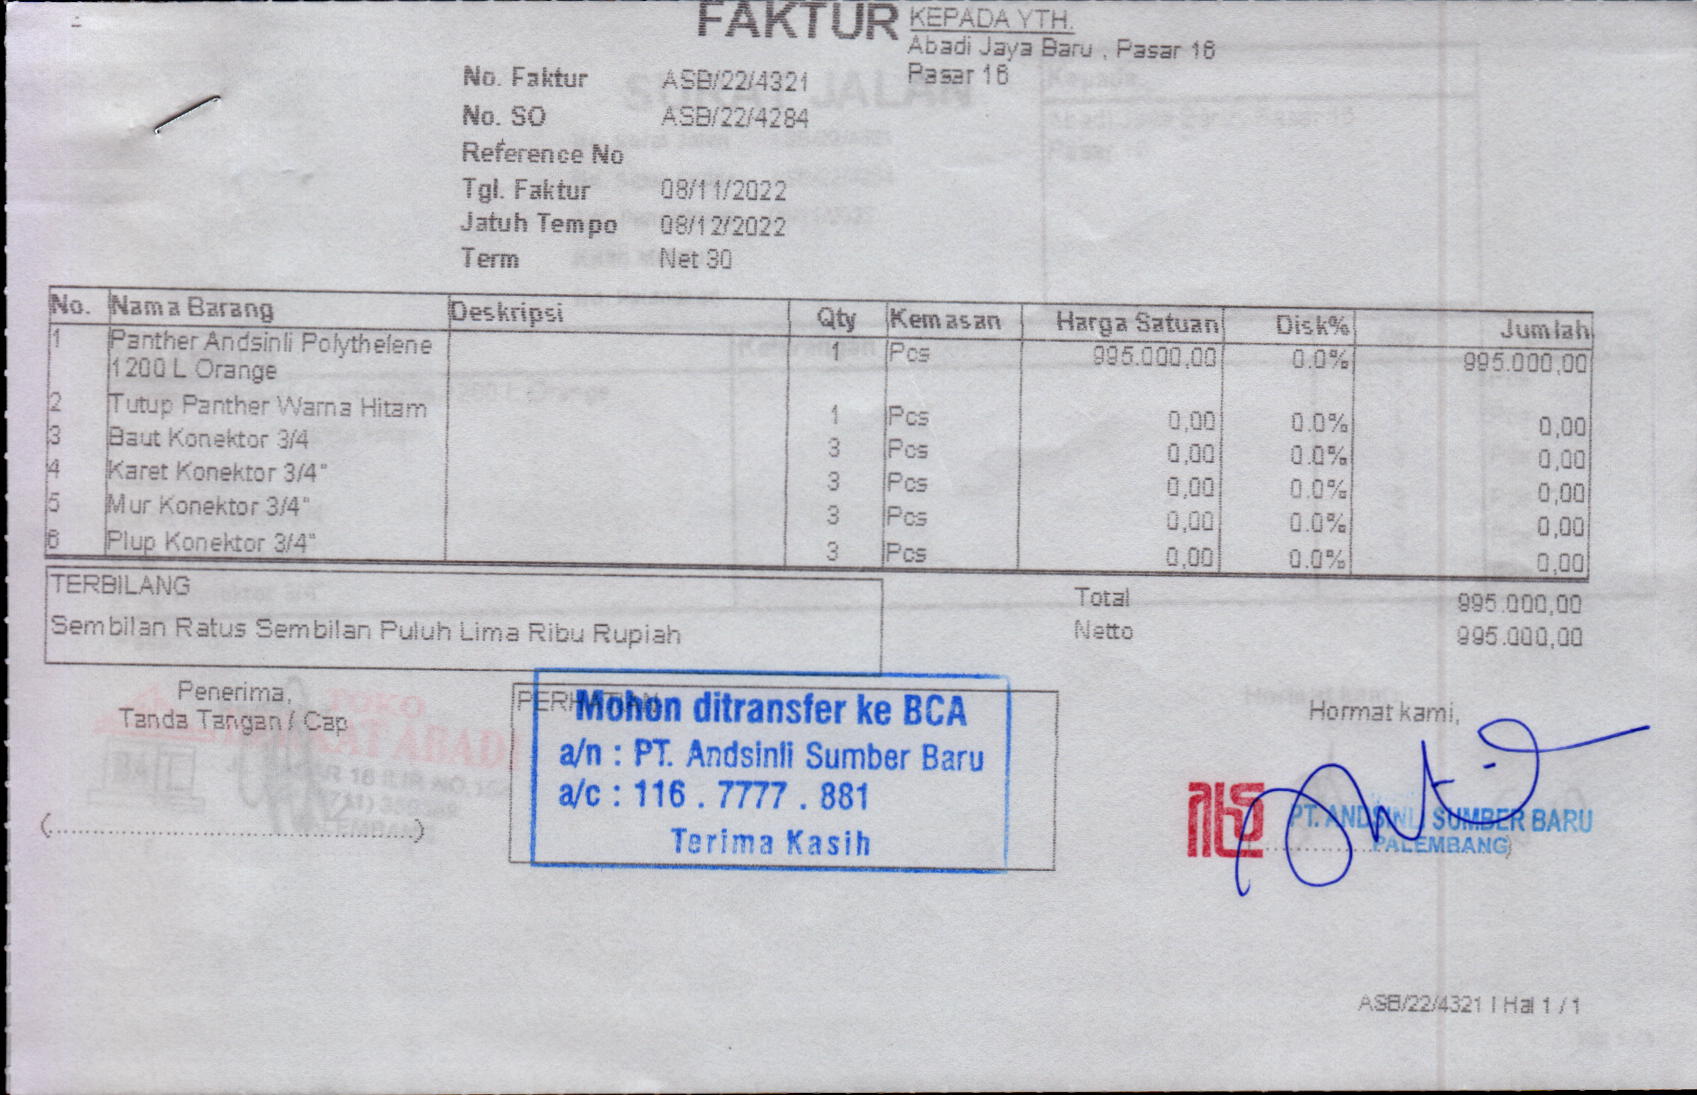 FAKTUR
KEPADA YTH.
Abadi Jaya Baru , Pasar 16
Pasar 16
No. Faktur ASB/22/4321
No. SO ASB/22/4284
Reference No
Tgl. Faktur 08/11/2022
Jatuh Tempo 08/12/2022
Term Net 30
No. Nama Barang Deskripsi Qty Kemasan Harga Satuan Disk% Jumlah
1 Panther Andsinli Polythelene 1 Pcs 995.000,00 0.0% 995.000,00
1200 L Orange
2 Tutup Panther Warna Hitam 1 Pcs 0,00 0.0% 0,00
3 Baut Konektor 3/4 3 Pcs 0,00 0.0% 0,00
4 Karet Konektor 3/4" 3 Pcs 0,00 0.0% 0,00
5 Mur Konektor 3/4" 3 Pcs 0,00 0.0% 0,00
6 Plup Konektor 3/4" 3 Pcs 0,00 0.0% 0,00
TERBILANG
Sembilan Ratus Sembilan Puluh Lima Ribu Rupiah
Total 995.000,00
Netto 995.000,00
Penerima,
Tanda Tangan / Cap
(....................)
PERHATIAN
Mohon ditransfer ke BCA
a/n : PT. Andsinli Sumber Baru
a/c : 116 . 7777 . 881
Terima Kasih
Hormat kami,
PT. ANDSINLI SUMBER BARU
PALEMBANG
ASB/22/4321 | Hal 1 / 1